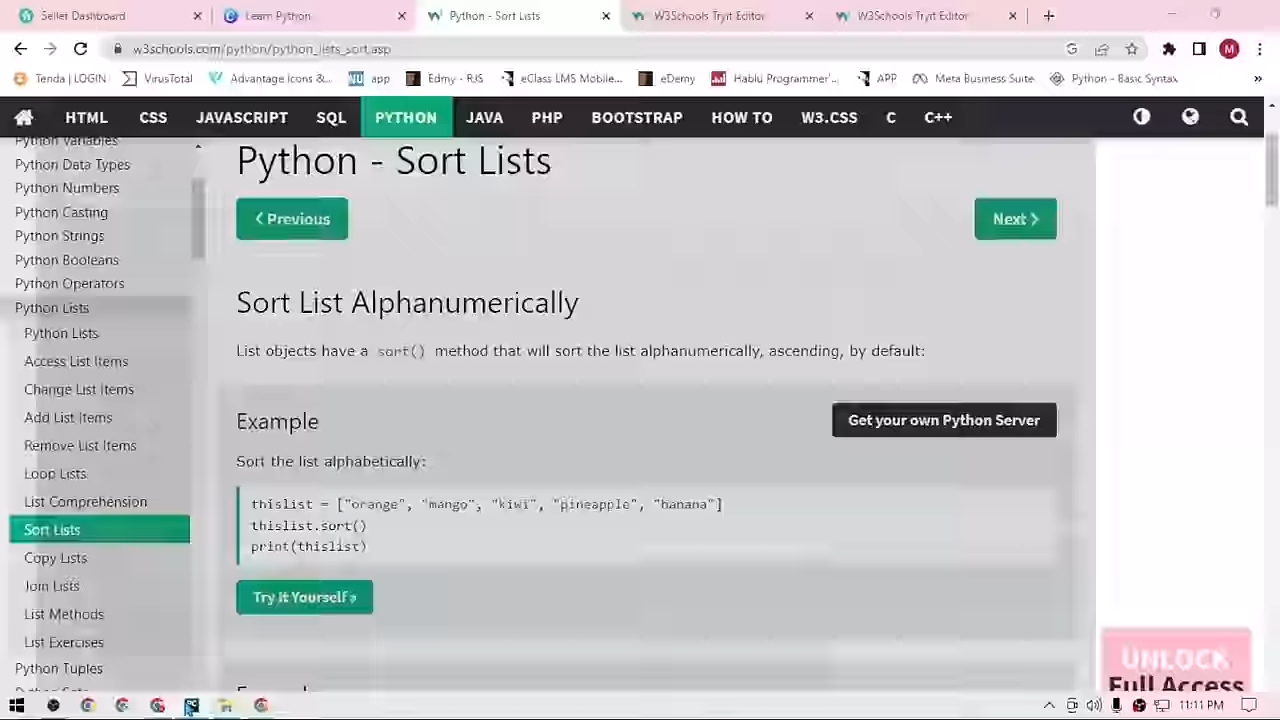 Seller Dashboard
Learn Python
Python - Sort Lists
W3Schools Tryit Editor
W3Schools Tryit Editor
w3schools.com/python/python_lists_sort.asp
M
Tenda | LOGIN
VirusTotal
Advantage Icons &...
NU app
Edmy - RJS
eClass LMS Mobile...
eDemy
Hablu Programmer'...
APP
Meta Business Suite
Python - Basic Syntax
»
HTML
CSS
JAVASCRIPT
SQL
PYTHON
JAVA
PHP
BOOTSTRAP
HOW TO
W3.CSS
C
C++
Python Variables
Python Data Types
Python Numbers
Python Casting
Python Strings
Python Booleans
Python Operators
Python Lists
Python Lists
Access List Items
Change List Items
Add List Items
Remove List Items
Loop Lists
List Comprehension
Sort Lists
Copy Lists
Join Lists
List Methods
List Exercises
Python Tuples
Python - Sort Lists
❮ Previous
Next ❯
Sort List Alphanumerically
List objects have a sort() method that will sort the list alphanumerically, ascending, by default:
Example
Get your own Python Server
Sort the list alphabetically:
thislist = ["orange", "mango", "kiwi", "pineapple", "banana"]
thislist.sort()
print(thislist)
Try it Yourself »
UNLOCK
Full Access
11:11 PM